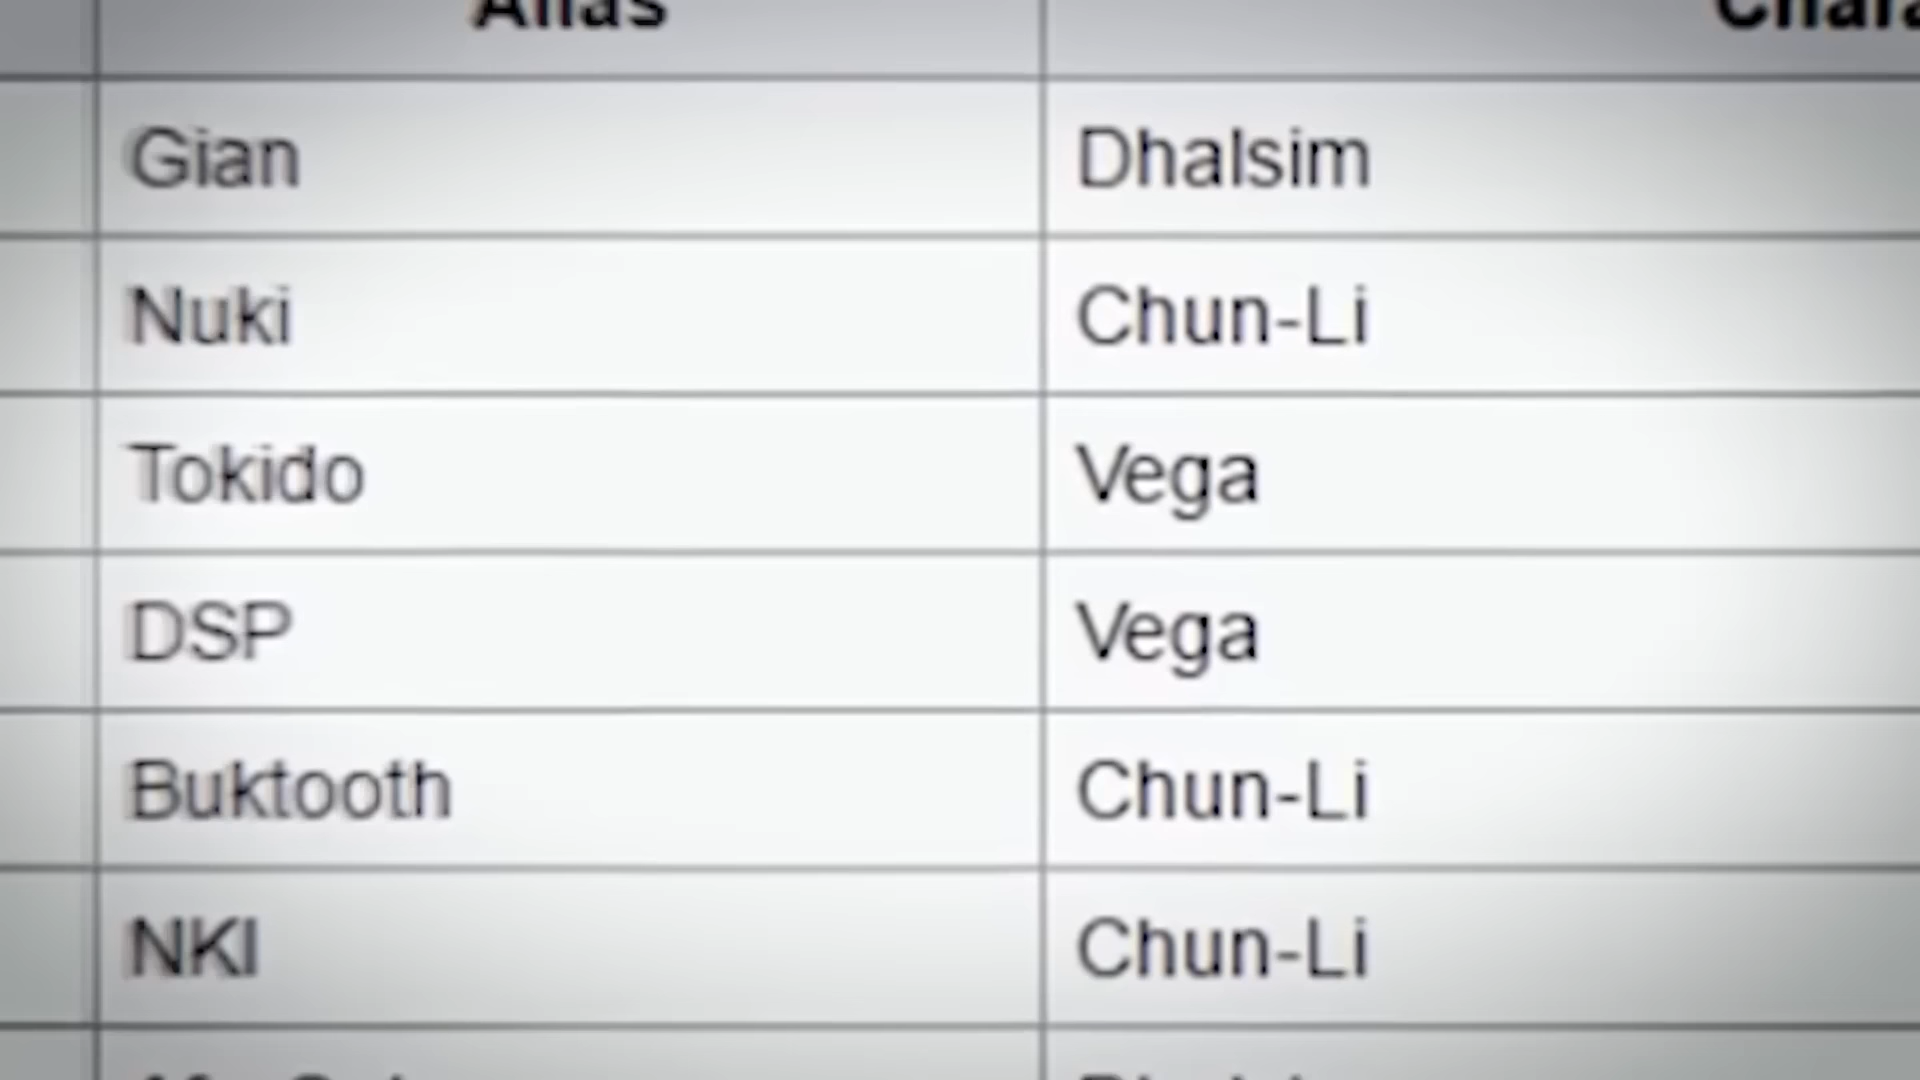 Alias
Gian Dhalsim
Nuki Chun-Li
Tokido Vega
DSP Vega
Buktooth Chun-Li
NKI Chun-Li